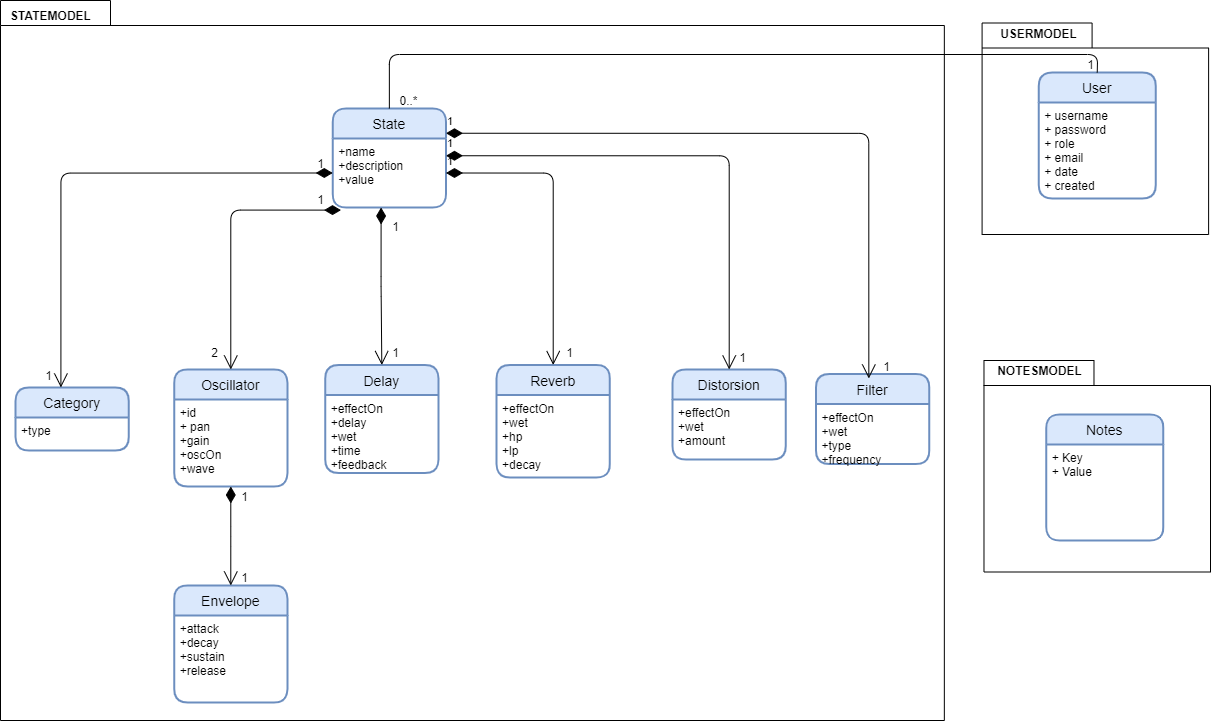 STATEMODEL
USERMODEL
1
0..*
User
+ username
+ password
+ role
+ email
+ date
+ created
State
+name
+description
+value
1
1
1
1
1
1
NOTESMODEL
Notes
+ Key
+ Value
1
Category
+type
2
Oscillator
+id
+ pan
+gain
+oscOn
+wave
1
Delay
+effectOn
+delay
+wet
+time
+feedback
1
Reverb
+effectOn
+wet
+hp
+lp
+decay
1
Distorsion
+effectOn
+wet
+amount
1
Filter
+effectOn
+wet
+type
+frequency
1
1
Envelope
+attack
+decay
+sustain
+release